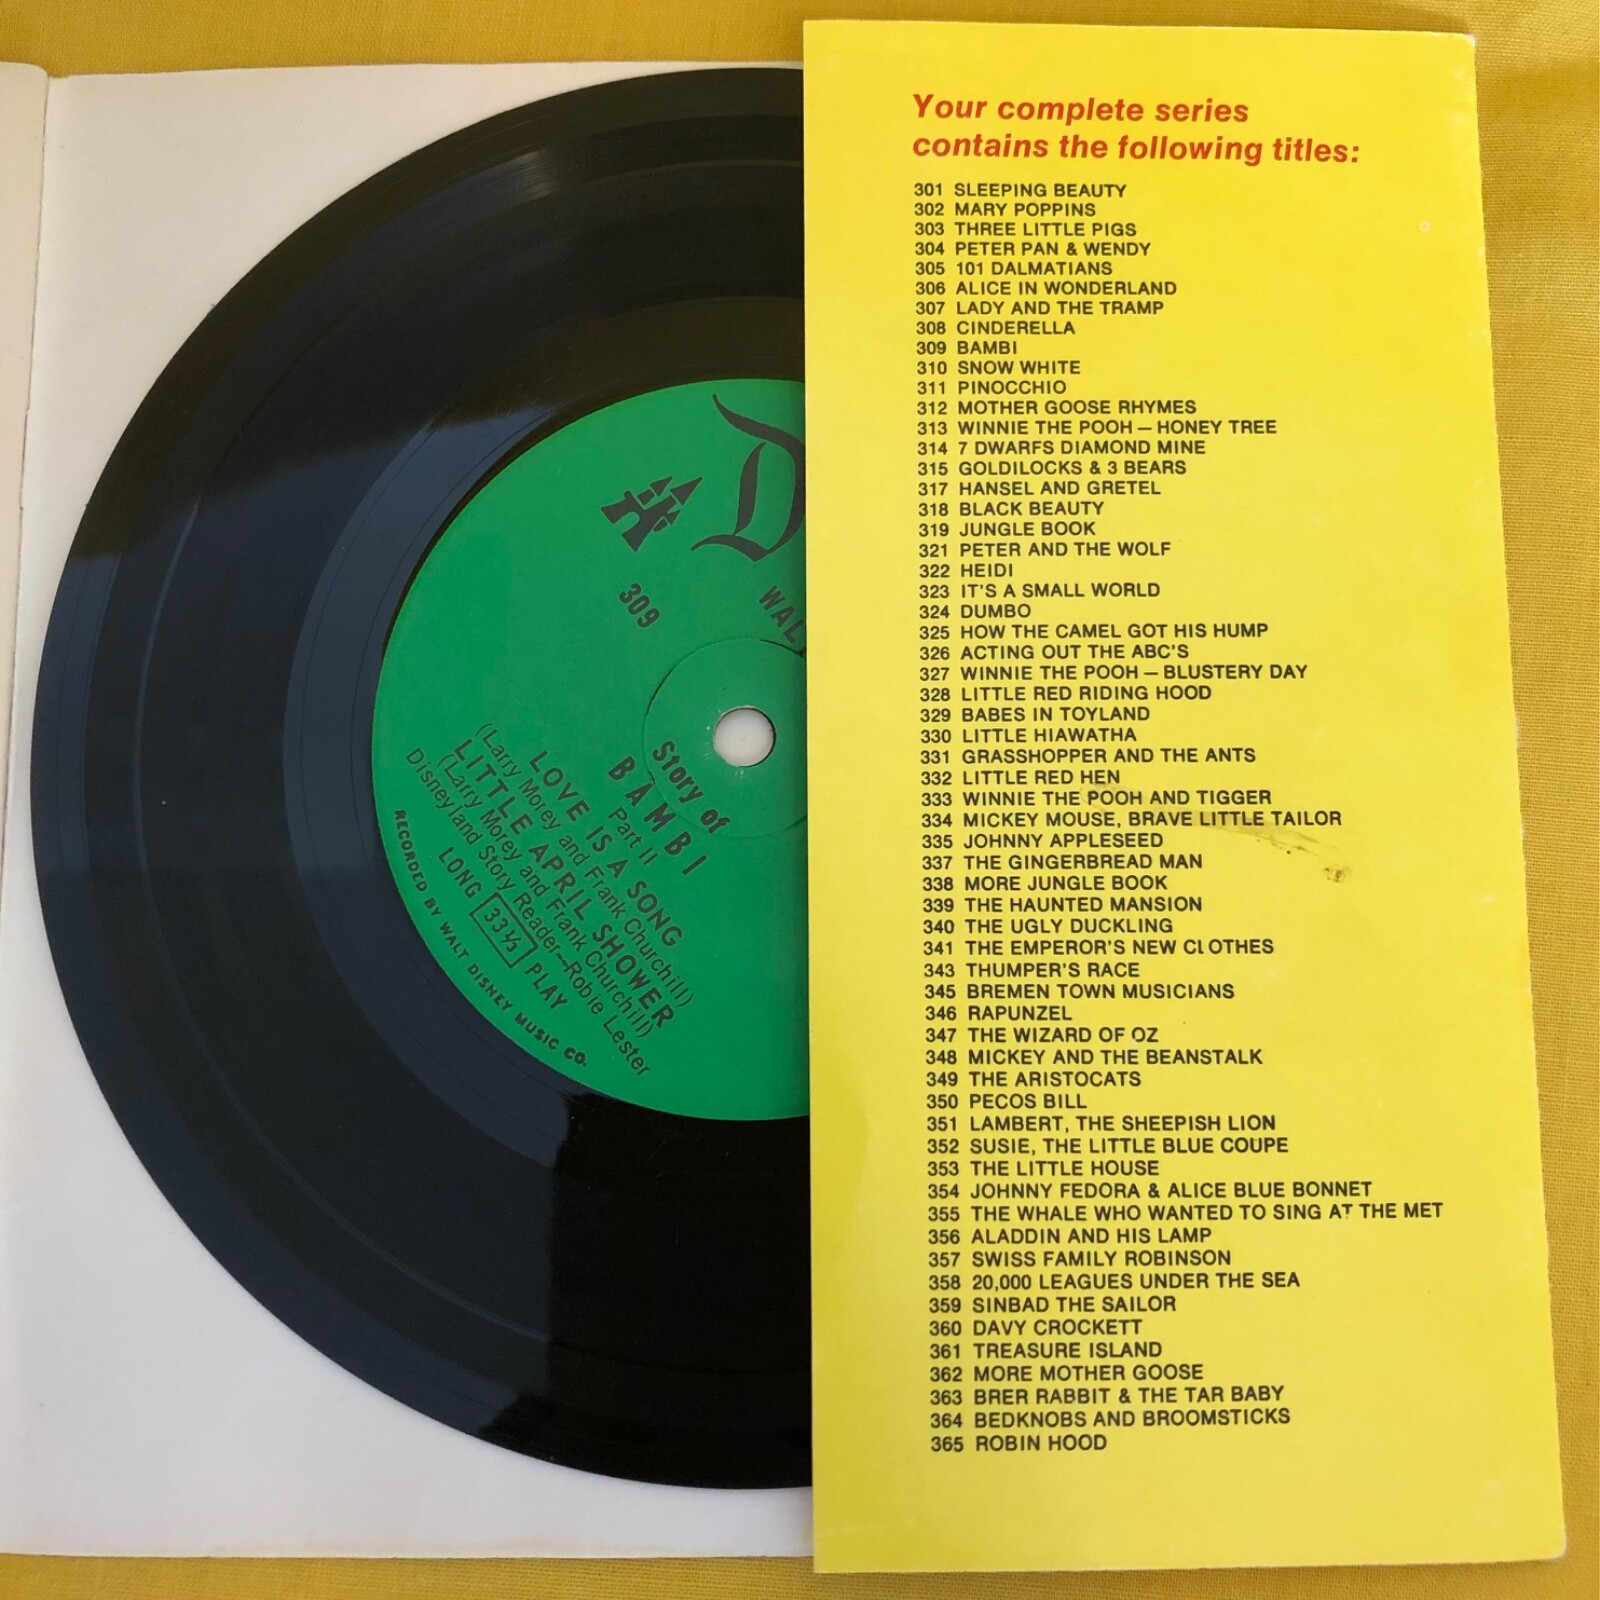 D
WAL
309
Story of
BAMBI
Part II
LOVE IS A SONG
(Larry Morey and Frank Churchill)
LITTLE APRIL SHOWER
(Larry Morey and Frank Churchill)
Disneyland Story Reader—Robie Lester
LONG 33⅓ PLAY
RECORDED BY WALT DISNEY MUSIC CO.
Your complete series
contains the following titles:
301 SLEEPING BEAUTY
302 MARY POPPINS
303 THREE LITTLE PIGS
304 PETER PAN & WENDY
305 101 DALMATIANS
306 ALICE IN WONDERLAND
307 LADY AND THE TRAMP
308 CINDERELLA
309 BAMBI
310 SNOW WHITE
311 PINOCCHIO
312 MOTHER GOOSE RHYMES
313 WINNIE THE POOH — HONEY TREE
314 7 DWARFS DIAMOND MINE
315 GOLDILOCKS & 3 BEARS
317 HANSEL AND GRETEL
318 BLACK BEAUTY
319 JUNGLE BOOK
321 PETER AND THE WOLF
322 HEIDI
323 IT'S A SMALL WORLD
324 DUMBO
325 HOW THE CAMEL GOT HIS HUMP
326 ACTING OUT THE ABC'S
327 WINNIE THE POOH — BLUSTERY DAY
328 LITTLE RED RIDING HOOD
329 BABES IN TOYLAND
330 LITTLE HIAWATHA
331 GRASSHOPPER AND THE ANTS
332 LITTLE RED HEN
333 WINNIE THE POOH AND TIGGER
334 MICKEY MOUSE, BRAVE LITTLE TAILOR
335 JOHNNY APPLESEED
337 THE GINGERBREAD MAN
338 MORE JUNGLE BOOK
339 THE HAUNTED MANSION
340 THE UGLY DUCKLING
341 THE EMPEROR'S NEW CLOTHES
343 THUMPER'S RACE
345 BREMEN TOWN MUSICIANS
346 RAPUNZEL
347 THE WIZARD OF OZ
348 MICKEY AND THE BEANSTALK
349 THE ARISTOCATS
350 PECOS BILL
351 LAMBERT, THE SHEEPISH LION
352 SUSIE, THE LITTLE BLUE COUPE
353 THE LITTLE HOUSE
354 JOHNNY FEDORA & ALICE BLUE BONNET
355 THE WHALE WHO WANTED TO SING AT THE MET
356 ALADDIN AND HIS LAMP
357 SWISS FAMILY ROBINSON
358 20,000 LEAGUES UNDER THE SEA
359 SINBAD THE SAILOR
360 DAVY CROCKETT
361 TREASURE ISLAND
362 MORE MOTHER GOOSE
363 BRER RABBIT & THE TAR BABY
364 BEDKNOBS AND BROOMSTICKS
365 ROBIN HOOD